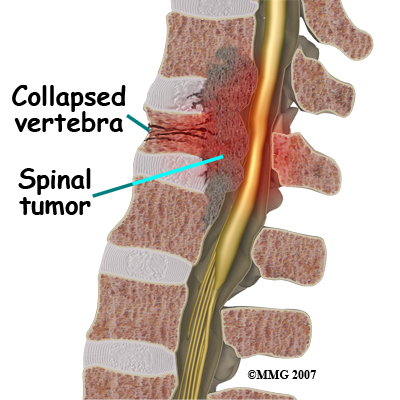 Collapsed
vertebra
Spinal
tumor
©MMG 2007